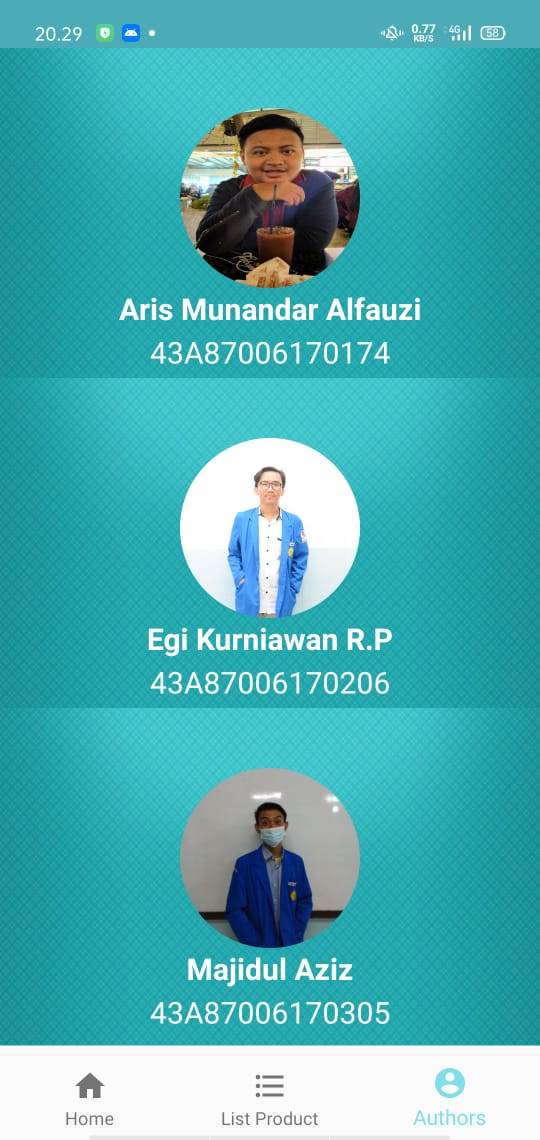 20.29
0.77
KB/S
4G
58
Aris Munandar Alfauzi
43A87006170174
Egi Kurniawan R.P
43A87006170206
Majidul Aziz
43A87006170305
Home
List Product
Authors